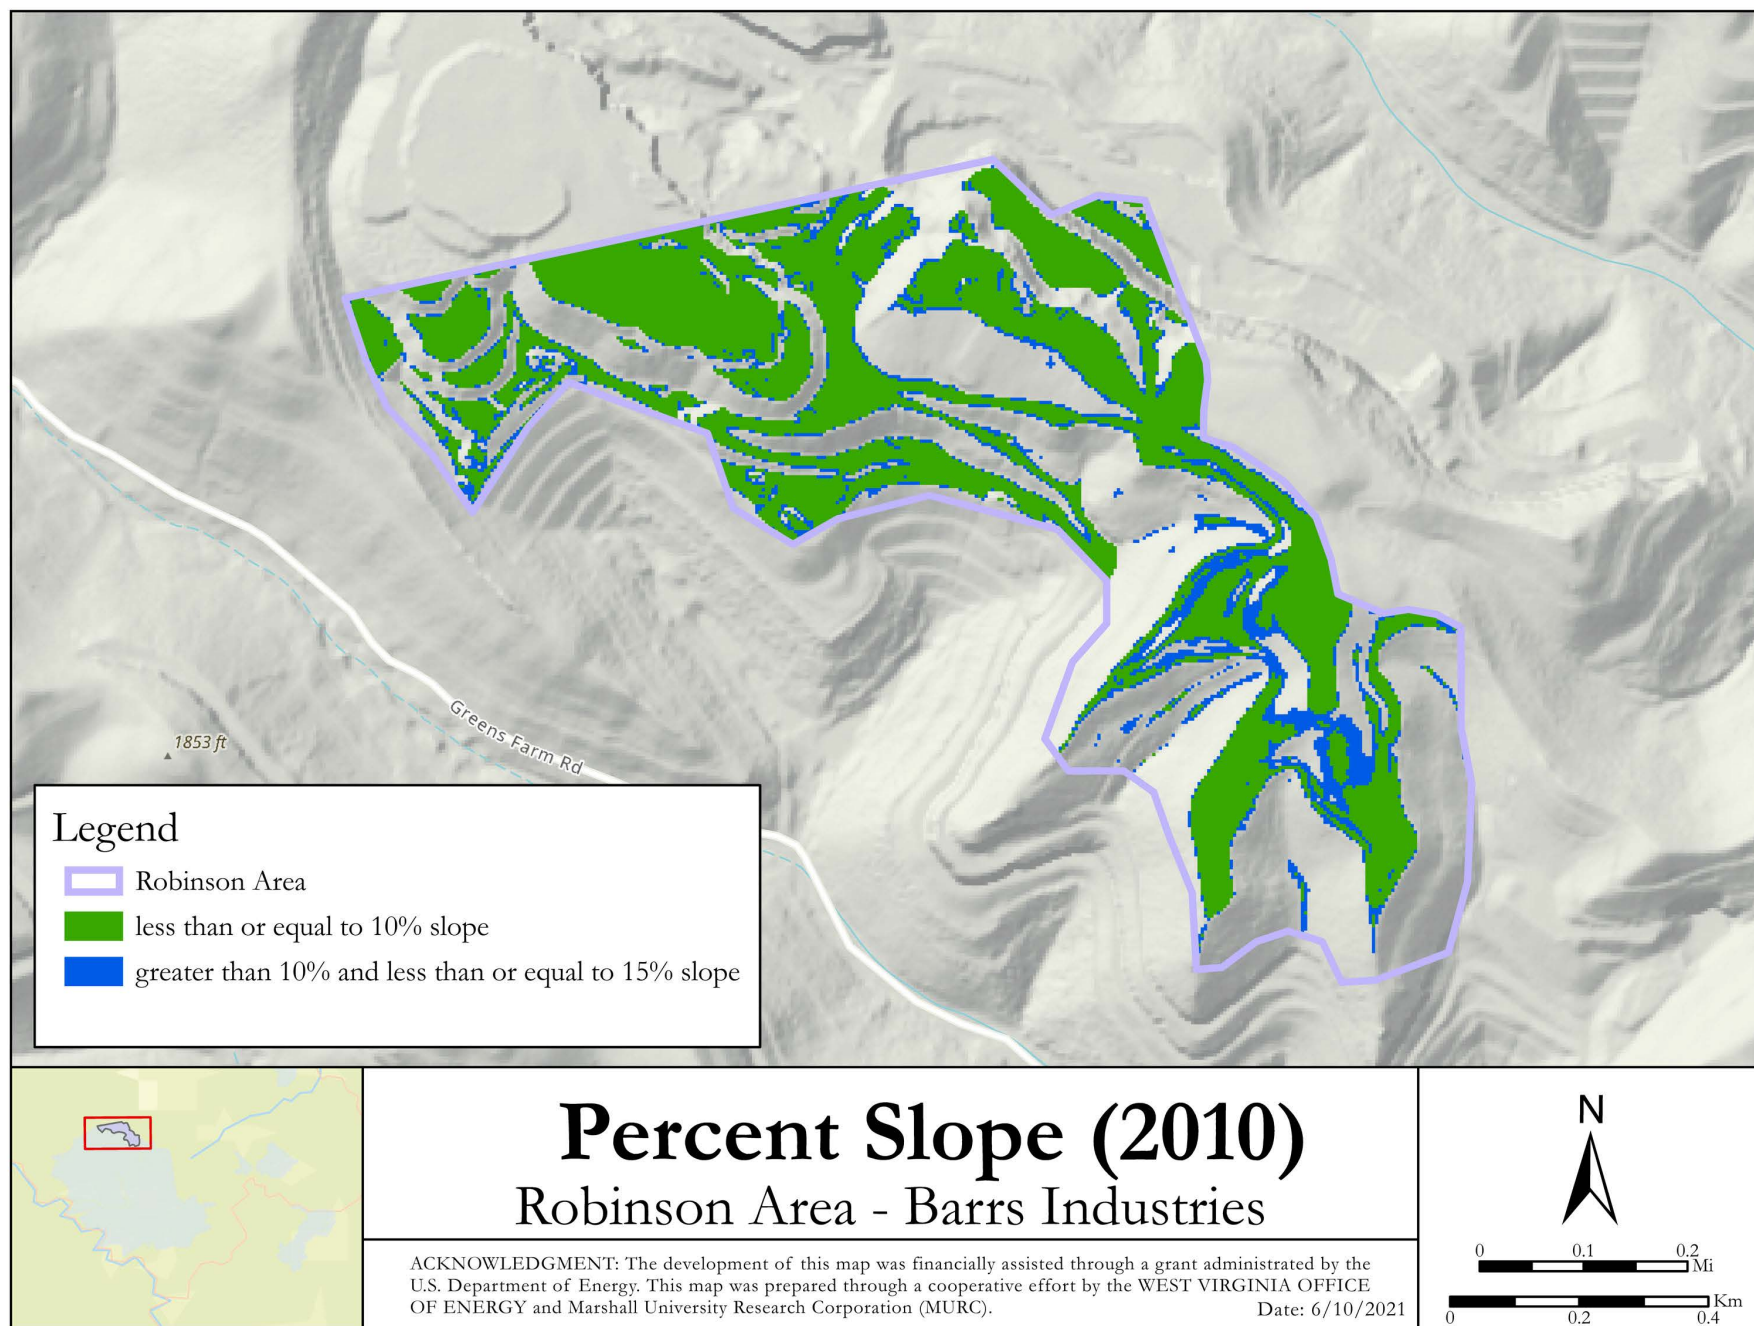 1853 ft
Greens Farm Rd
Legend
Robinson Area
less than or equal to 10% slope
greater than 10% and less than or equal to 15% slope
Percent Slope (2010)
Robinson Area - Barrs Industries
ACKNOWLEDGMENT: The development of this map was financially assisted through a grant administrated by the
U.S. Department of Energy. This map was prepared through a cooperative effort by the WEST VIRGINIA OFFICE
OF ENERGY and Marshall University Research Corporation (MURC).
Date: 6/10/2021
N
0 0.1 0.2
Mi
Km
0 0.2 0.4